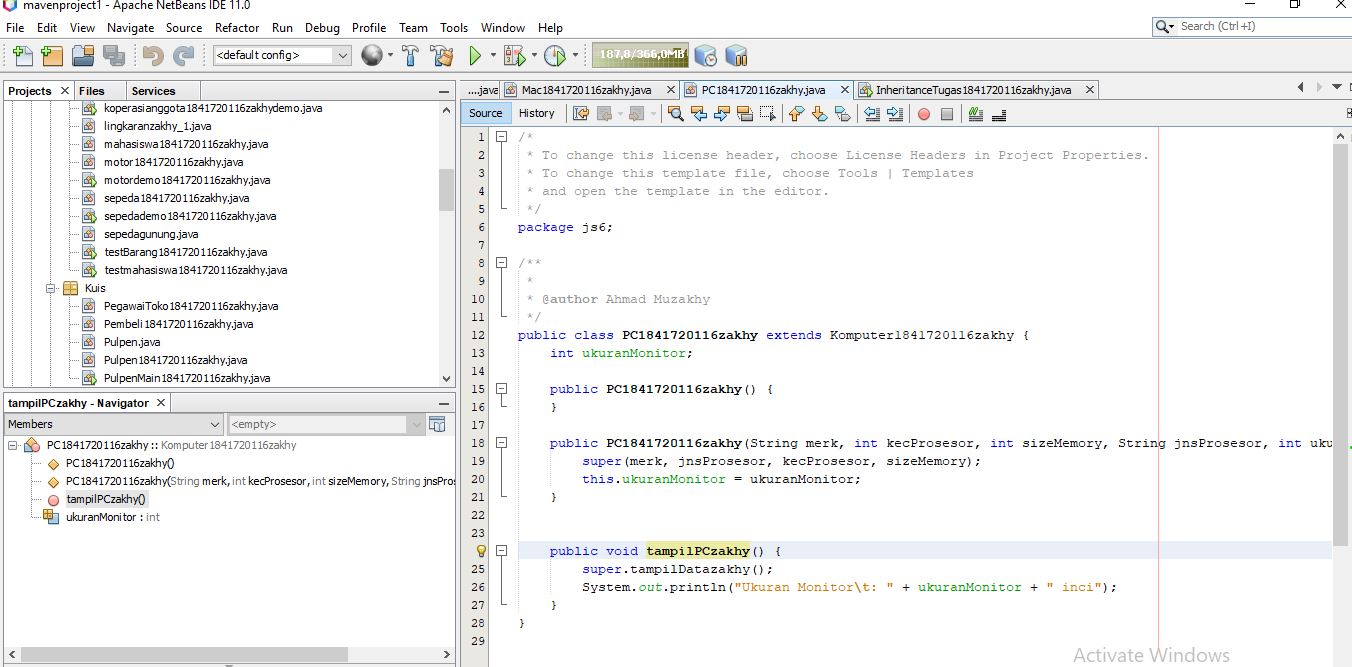 mavenproject1 - Apache NetBeans IDE 11.0
File Edit View Navigate Source Refactor Run Debug Profile Team Tools Window Help
Search (Ctrl+I)
<default config>
187,8/366,0MB
Projects Files Services
koperasianggota1841720116zakhydemo.java
lingkaranzakhy_1.java
mahasiswa1841720116zakhy.java
motor1841720116zakhy.java
motordemo1841720116zakhy.java
sepeda1841720116zakhy.java
sepedademo1841720116zakhy.java
sepedagunung.java
testBarang1841720116zakhy.java
testmahasiswa1841720116zakhy.java
Kuis
PegawaiToko1841720116zakhy.java
Pembeli1841720116zakhy.java
Pulpen.java
Pulpen1841720116zakhy.java
PulpenMain1841720116zakhy.java
tampilPCzakhy - Navigator
Members
<empty>
PC1841720116zakhy :: Komputer1841720116zakhy
PC1841720116zakhy()
PC1841720116zakhy(String merk, int kecProsesor, int sizeMemory, String jnsPros
tampilPCzakhy()
ukuranMonitor : int
....java Mac1841720116zakhy.java PC1841720116zakhy.java InheritanceTugas1841720116zakhy.java
Source History
1 /*
2 * To change this license header, choose License Headers in Project Properties.
3 * To change this template file, choose Tools | Templates
4 * and open the template in the editor.
5 */
6 package js6;
7
8 /**
9 *
10 * @author Ahmad Muzakhy
11 */
12 public class PC1841720116zakhy extends Komputer1841720116zakhy {
13 int ukuranMonitor;
14
15 public PC1841720116zakhy() {
16 }
17
18 public PC1841720116zakhy(String merk, int kecProsesor, int sizeMemory, String jnsProsesor, int uku
19 super(merk, jnsProsesor, kecProsesor, sizeMemory);
20 this.ukuranMonitor = ukuranMonitor;
21 }
22
23
public void tampilPCzakhy() {
25 super.tampilDatazakhy();
26 System.out.println("Ukuran Monitor\t: " + ukuranMonitor + " inci");
27 }
28 }
29
Activate Windows